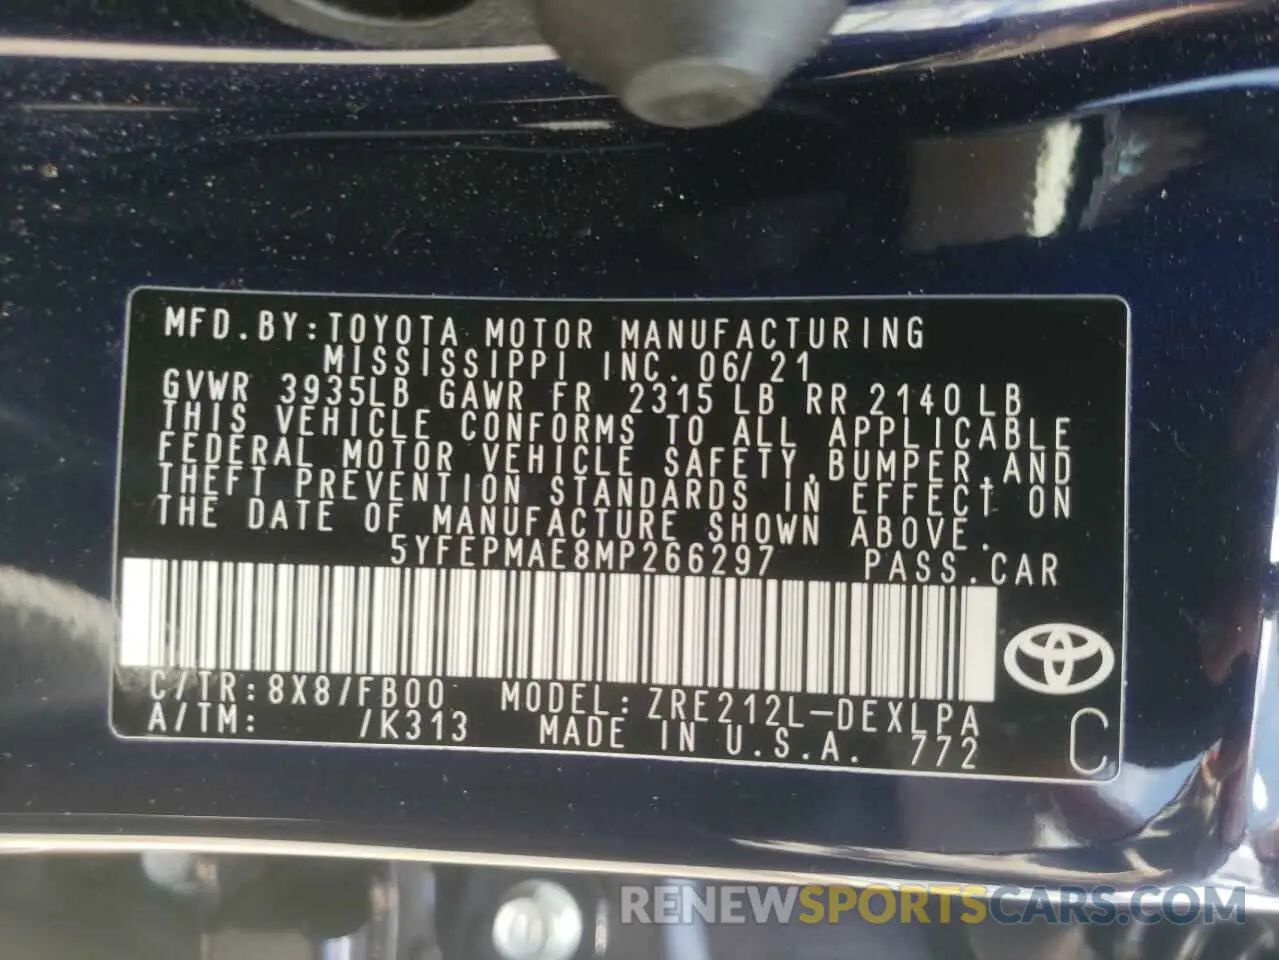 MFD.BY:TOYOTA MOTOR MANUFACTURING
MISSISSIPPI INC. 06/21
GVWR 3935LB GAWR FR 2315 LB RR 2140 LB
THIS VEHICLE CONFORMS TO ALL APPLICABLE
FEDERAL MOTOR VEHICLE SAFETY,BUMPER,AND
THEFT PREVENTION STANDARDS IN EFFECT ON
THE DATE OF MANUFACTURE SHOWN ABOVE.
5YFEPMAE8MP266297 PASS.CAR
C/TR:8X8/FB00 MODEL:ZRE212L-DEXLPA
A/TM: /K313 MADE IN U.S.A. 772
C
RENEWSPORTSCARS.COM